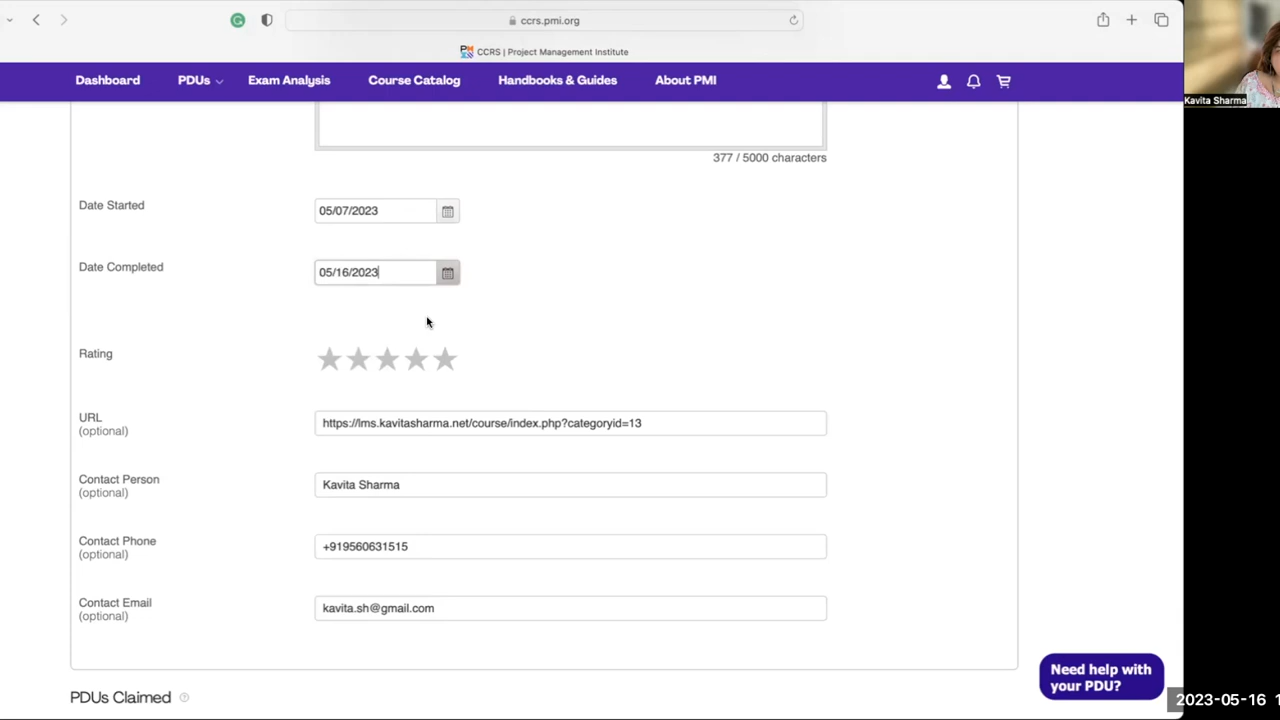 ccrs.pmi.org
CCRS | Project Management Institute
Dashboard PDUs Exam Analysis Course Catalog Handbooks & Guides About PMI
Kavita Sharma
377 / 5000 characters
Date Started
05/07/2023
Date Completed
05/16/2023
Rating
URL
(optional)
https://lms.kavitasharma.net/course/index.php?categoryid=13
Contact Person
(optional)
Kavita Sharma
Contact Phone
(optional)
+919560631515
Contact Email
(optional)
kavita.sh@gmail.com
Need help with
your PDU?
PDUs Claimed
2023-05-16 1